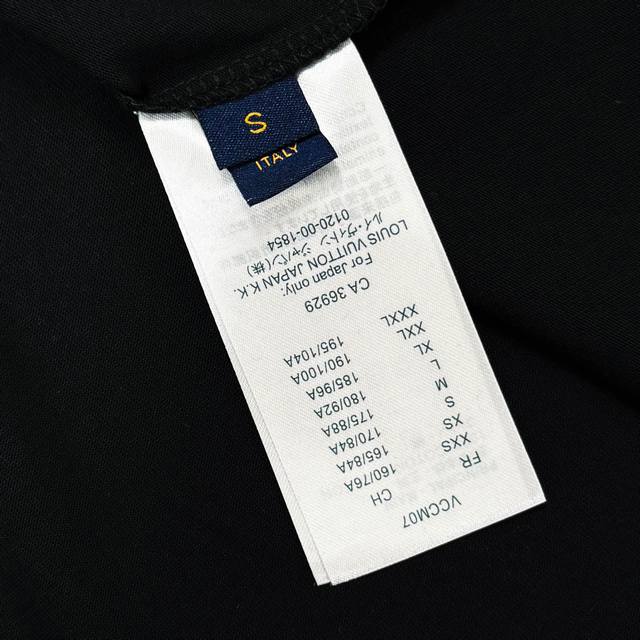 S
ITALY
VCCM07
FR CH
XXS 160/76A
XS 165/84A
S 170/84A
M 175/88A
L 180/92A
XL 185/96A
XXL 190/100A
XXXL 195/104A
CA 36929
For Japan only:
LOUIS VUITTON JAPAN K.K.
ルイ・ヴィトン ジャパン(株)
0120-00-1854